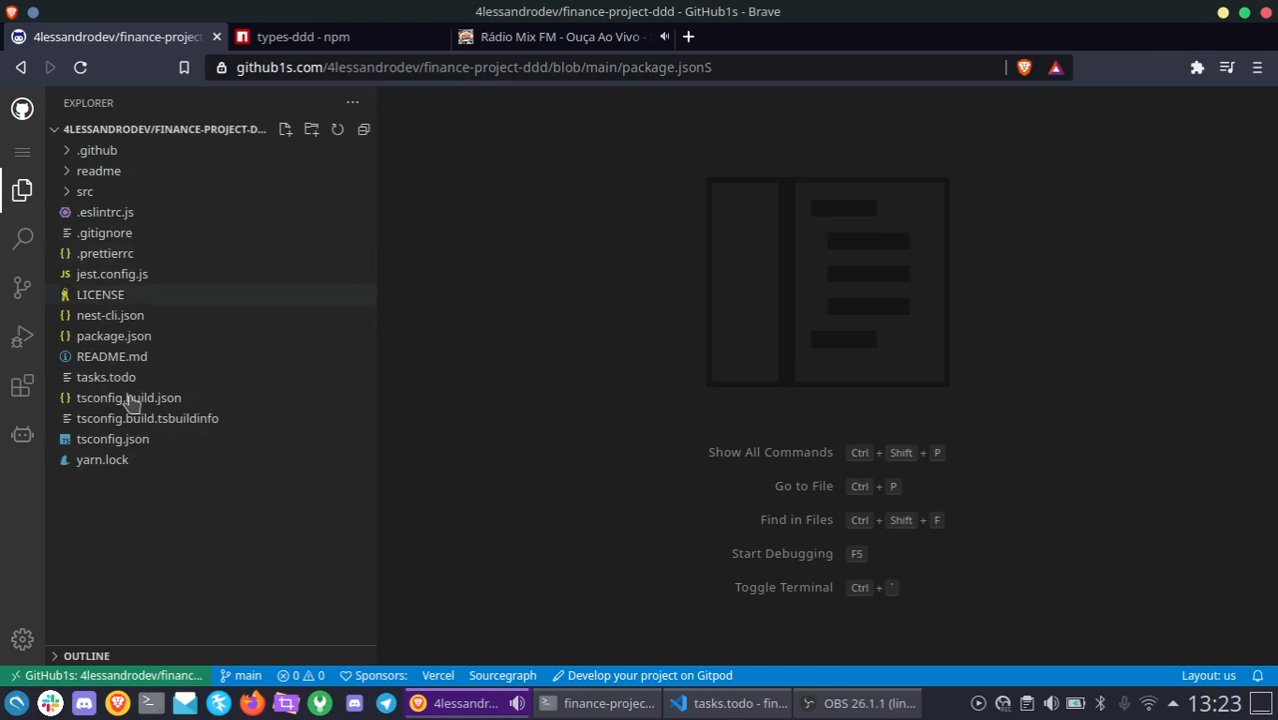 4lessandrodev/finance-project-ddd - GitHub1s - Brave
4lessandrodev/finance-project
types-ddd - npm
Rádio Mix FM - Ouça Ao Vivo -
github1s.com/4lessandrodev/finance-project-ddd/blob/main/package.jsonS
EXPLORER
4LESSANDRODEV/FINANCE-PROJECT-D...
.github
readme
src
.eslintrc.js
.gitignore
.prettierrc
jest.config.js
LICENSE
nest-cli.json
package.json
README.md
tasks.todo
tsconfig.build.json
tsconfig.build.tsbuildinfo
tsconfig.json
yarn.lock
Show All Commands Ctrl + Shift + P
Go to File Ctrl + P
Find in Files Ctrl + Shift + F
Start Debugging F5
Toggle Terminal Ctrl + `
OUTLINE
GitHub1s: 4lessandrodev/financ... main 0 0 Sponsors: Vercel Sourcegraph Develop your project on Gitpod Layout: us
4lessandr... finance-projec... tasks.todo - fin... OBS 26.1.1 (lin... 13:23